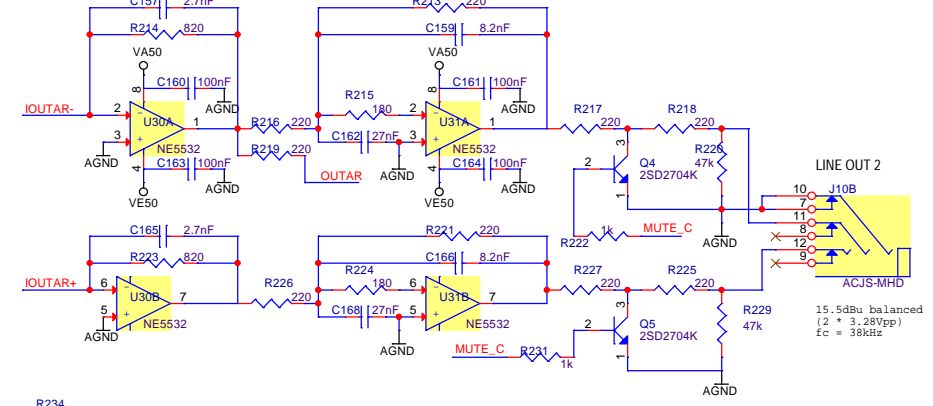 C157 2.7nF
R213 220
R214 820
C159 8.2nF
VA50
VA50
C160 100nF
C161 100nF
8
8
AGND
AGND
IOUTAR-
2
U30A
1
3
NE5532
R215
180
2
U31A
1
3
NE5532
R216
220
R219 220
C162 27nF
AGND
AGND
C163 100nF
C164 100nF
4
4
AGND
AGND
OUTAR
VE50
VE50
R217
220
R218
220
R220
47k
3
2
Q4
2SD2704K
1
R222
1k
MUTE_C
AGND
LINE OUT 2
J10B
10
7
11
8
12
9
ACJS-MHD
C165 2.7nF
R223 820
IOUTAR+
6
U30B
7
5
NE5532
AGND
R226
220
R221 220
C166 8.2nF
R224
180
6
U31B
7
5
NE5532
C168 27nF
AGND
R227
220
R225
220
R229
47k
3
2
Q5
2SD2704K
1
MUTE_C
R231
1k
AGND
15.5dBu balanced
(2 * 3.28Vpp)
fc = 38kHz
R234